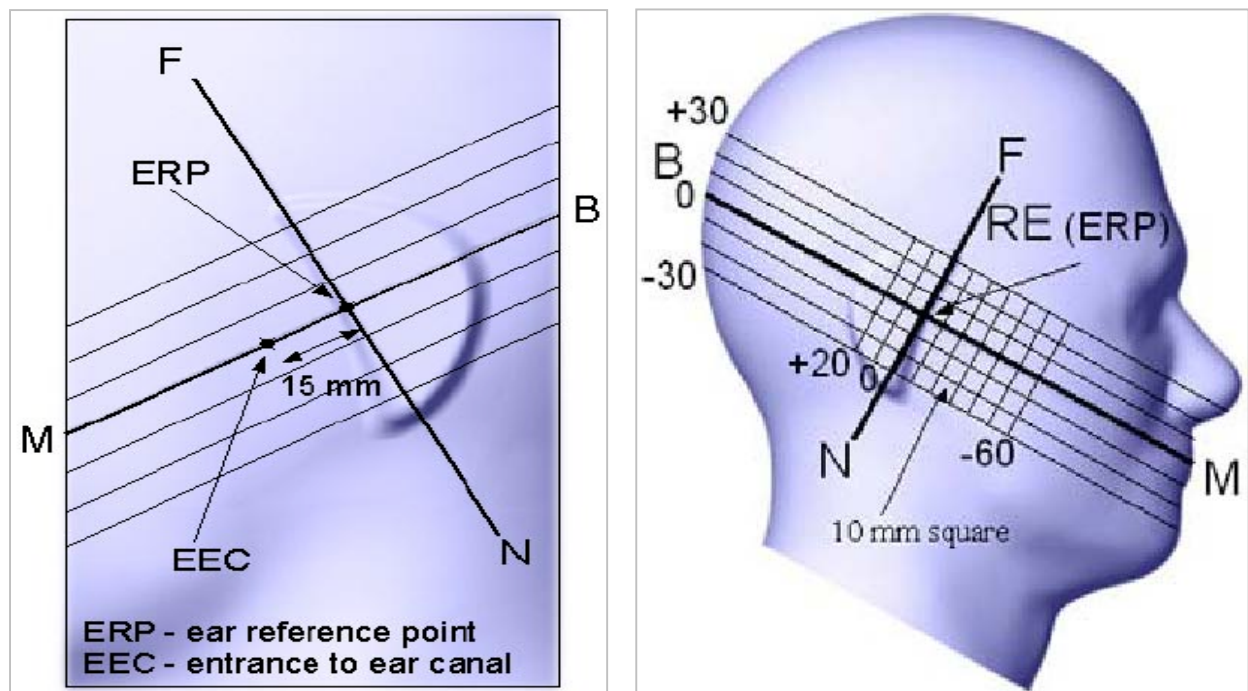 F
ERP
B
15 mm
M
EEC
N
ERP - ear reference point
EEC - entrance to ear canal
+30
B
0
F
RE (ERP)
-30
+20
0
N
-60
M
10 mm square